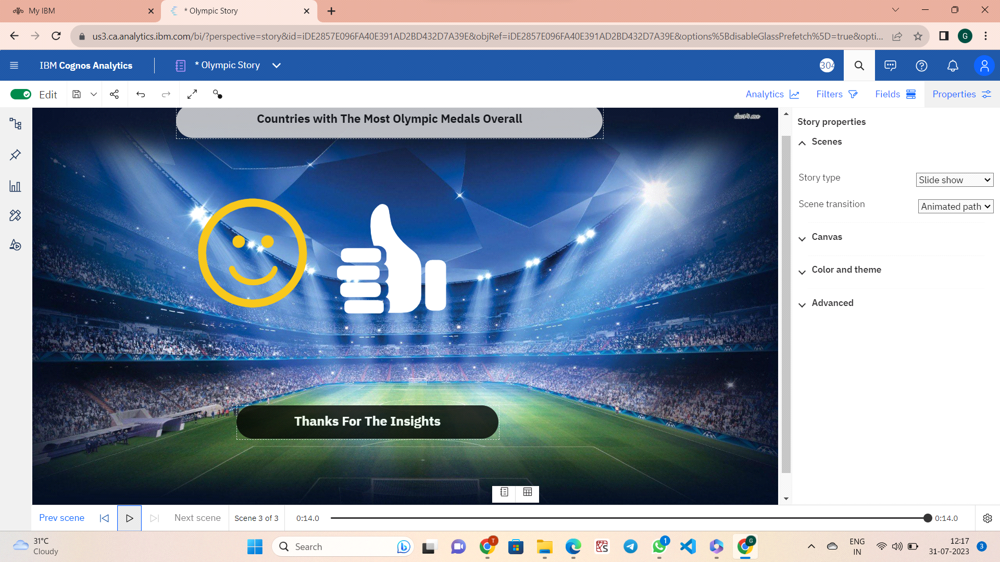 My IBM
* Olympic Story
us3.ca.analytics.ibm.com/bi/?perspective=story&id=iDE2857E096FA40E391AD2BD432D7A39E&objRef=iDE2857E096FA40E391AD2BD432D7A39E&options%5BdisableGlassPrefetch%5D=true&opti...
G
IBM Cognos Analytics
* Olympic Story
304
Edit
Analytics
Filters
Fields
Properties
Countries with The Most Olympic Medals Overall
Story properties
Scenes
Story type
Slide show
Scene transition
Animated path
Canvas
Color and theme
Advanced
Thanks For The Insights
Prev scene
Next scene
Scene 3 of 3
0:14.0
0:14.0
31°C
Cloudy
Search
T
1
G
ENG
IN
12:17
31-07-2023
3